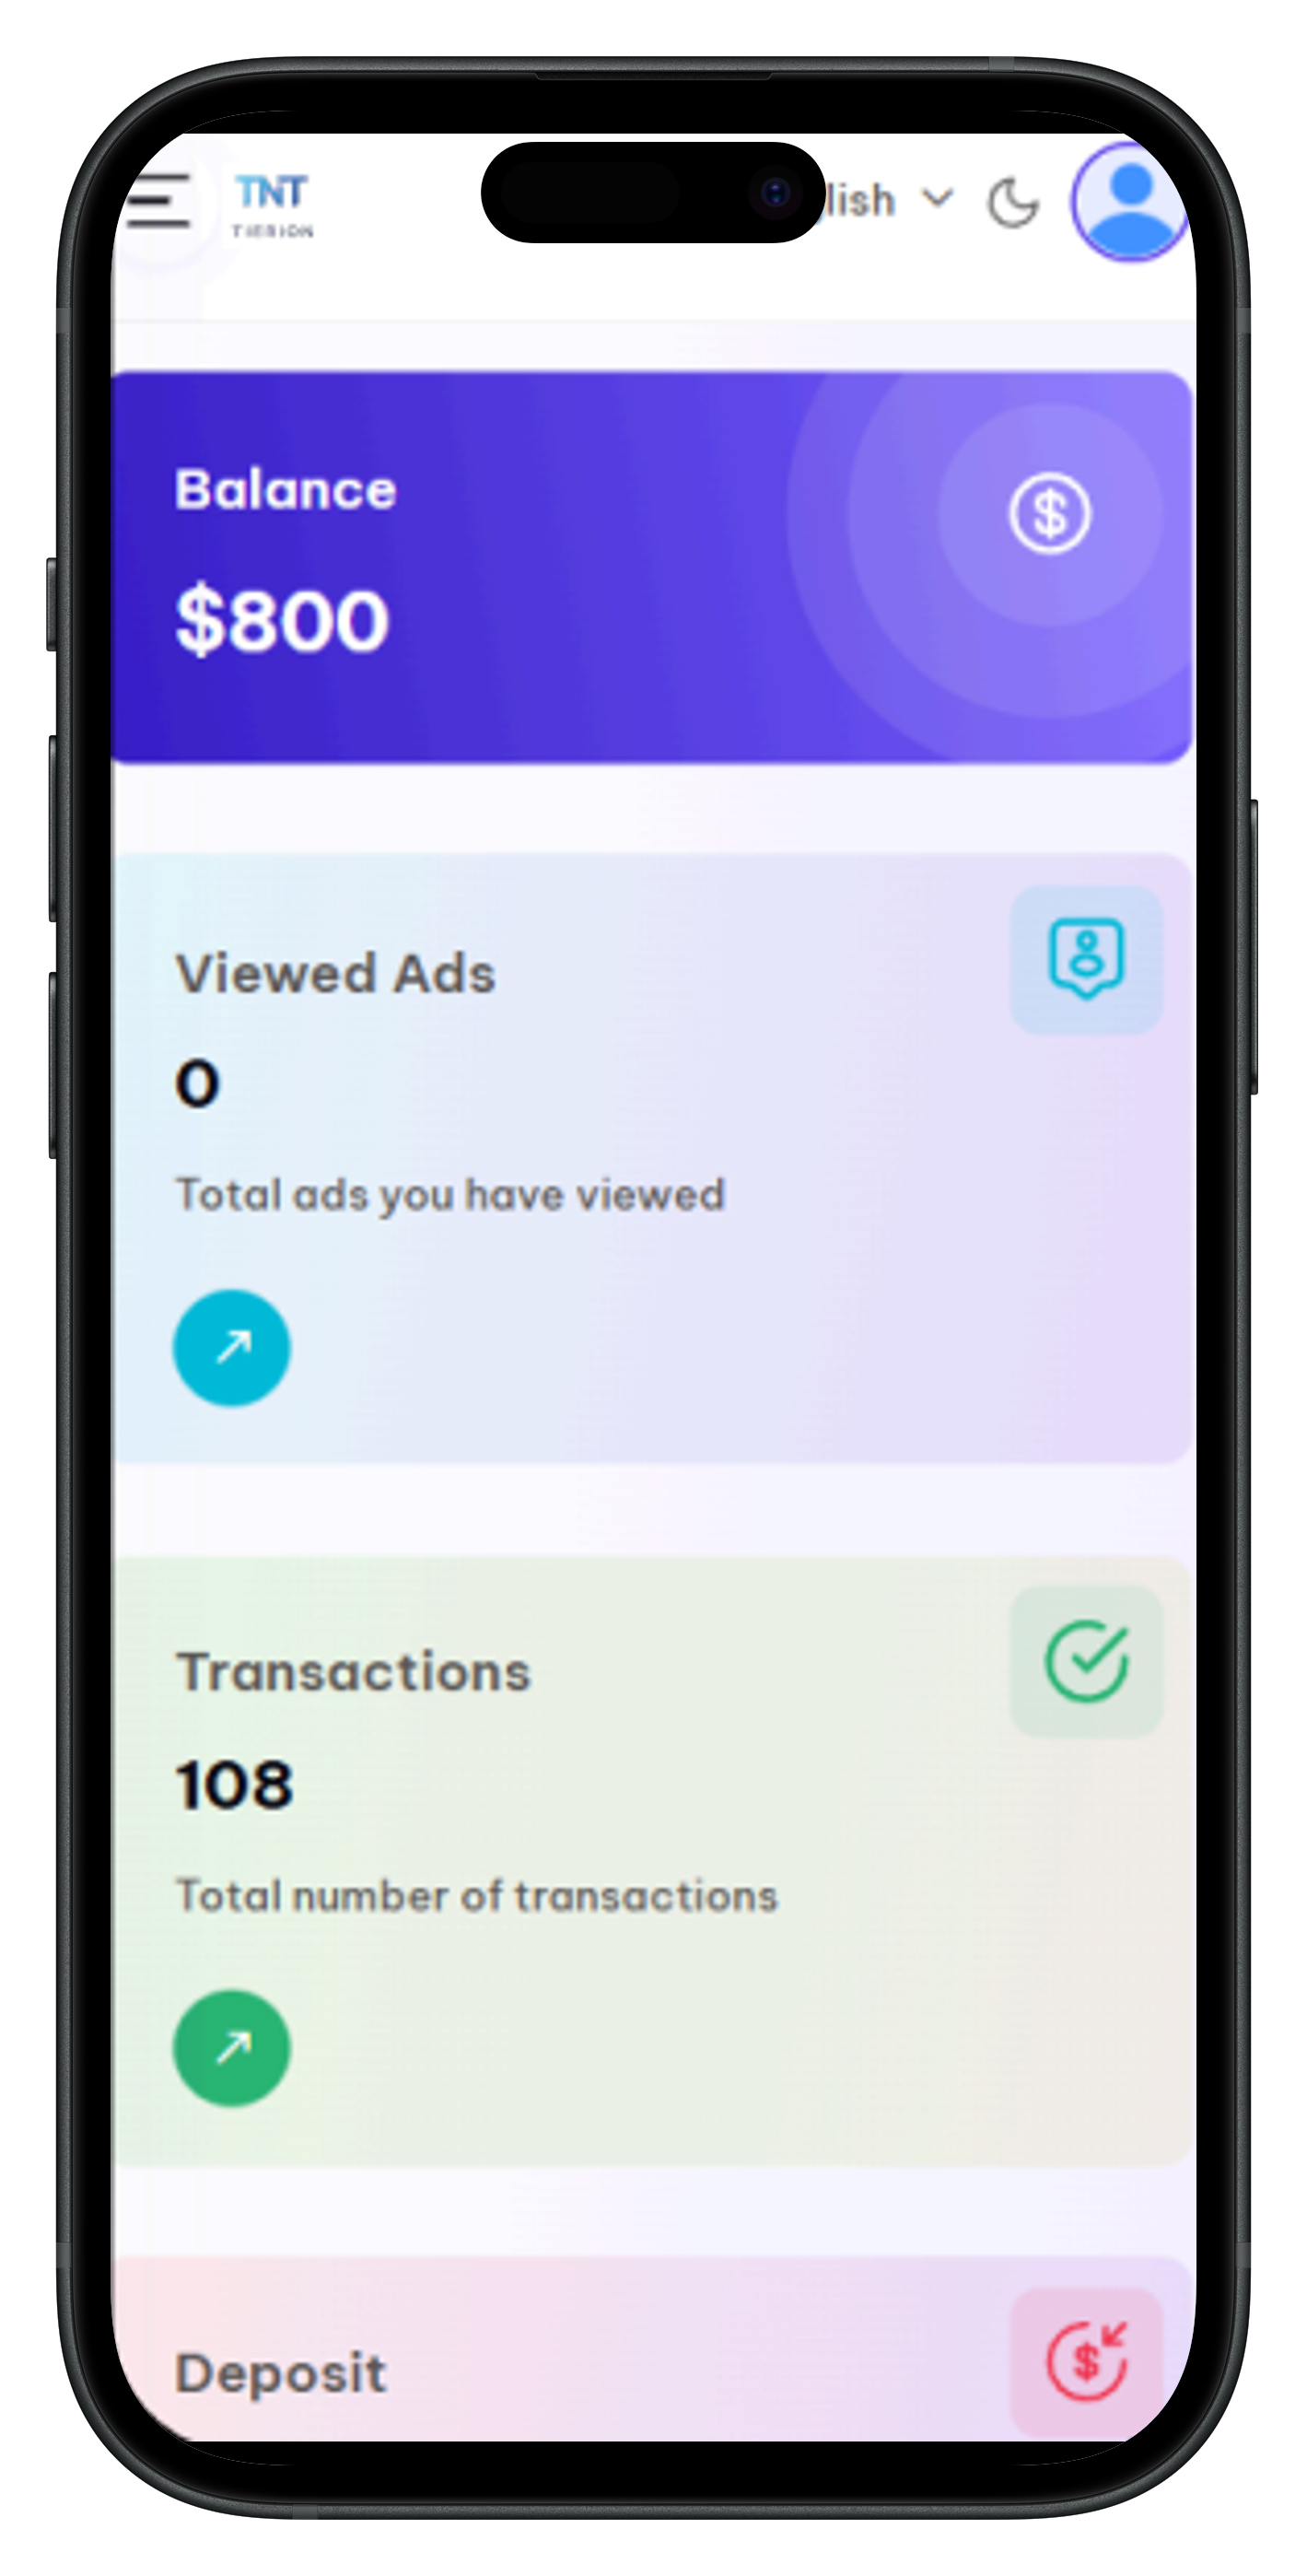 TNT
TIERION
lish
Balance
$800
Viewed Ads
0
Total ads you have viewed
Transactions
108
Total number of transactions
Deposit